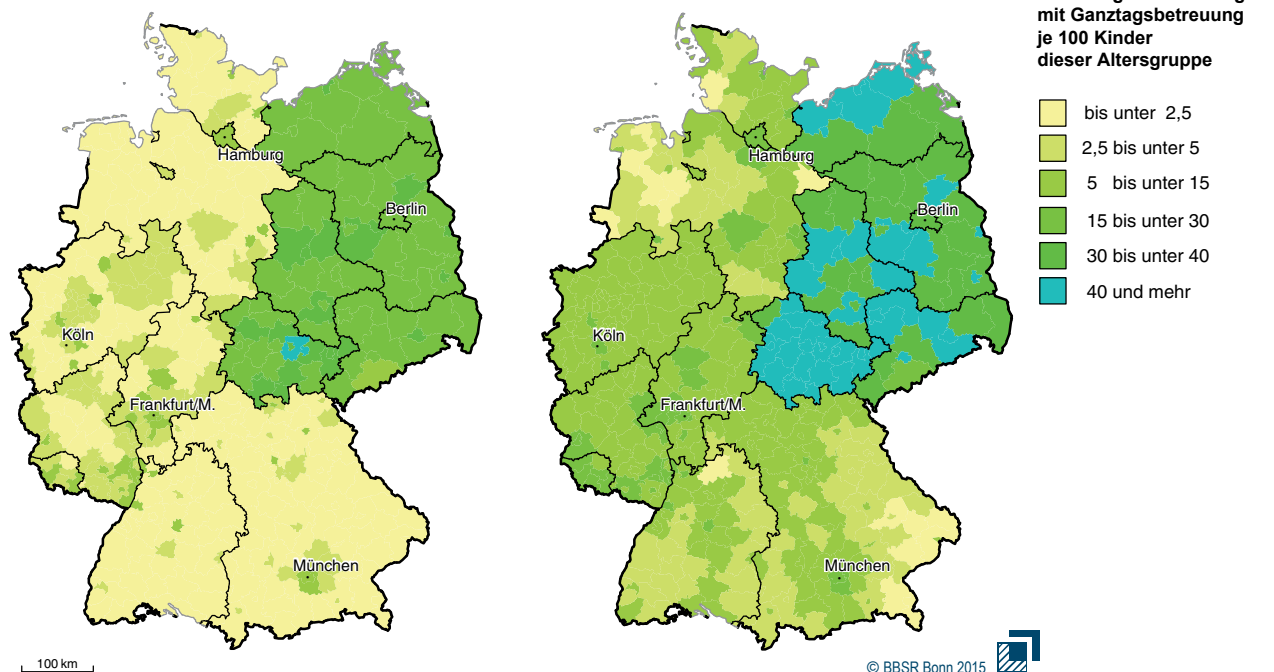 mit Ganztagsbetreuung
je 100 Kinder
dieser Altersgruppe
bis unter 2,5
2,5 bis unter 5
5 bis unter 15
15 bis unter 30
30 bis unter 40
40 und mehr
Hamburg
Berlin
Köln
Frankfurt/M.
München
Hamburg
Berlin
Köln
Frankfurt/M.
München
100 km
© BBSR Bonn 2015